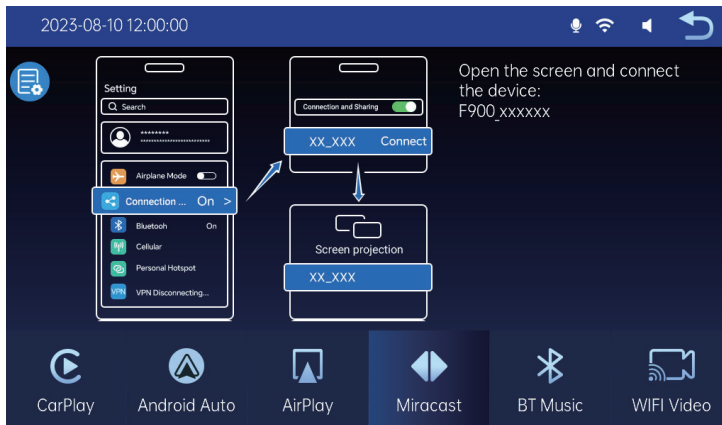 2023-08-10 12:00:00
Setting
Search
********
Airplane Mode
Connection ... On >
Bluetooh On
Cellular
Personal Hotspot
VPN VPN Disconnecting...
Connection and Sharing
XX_XXX Connect
Screen projection
XX_XXX
Open the screen and connect
the device:
F900_xxxxxx
CarPlay
Android Auto
AirPlay
Miracast
BT Music
WIFI Video